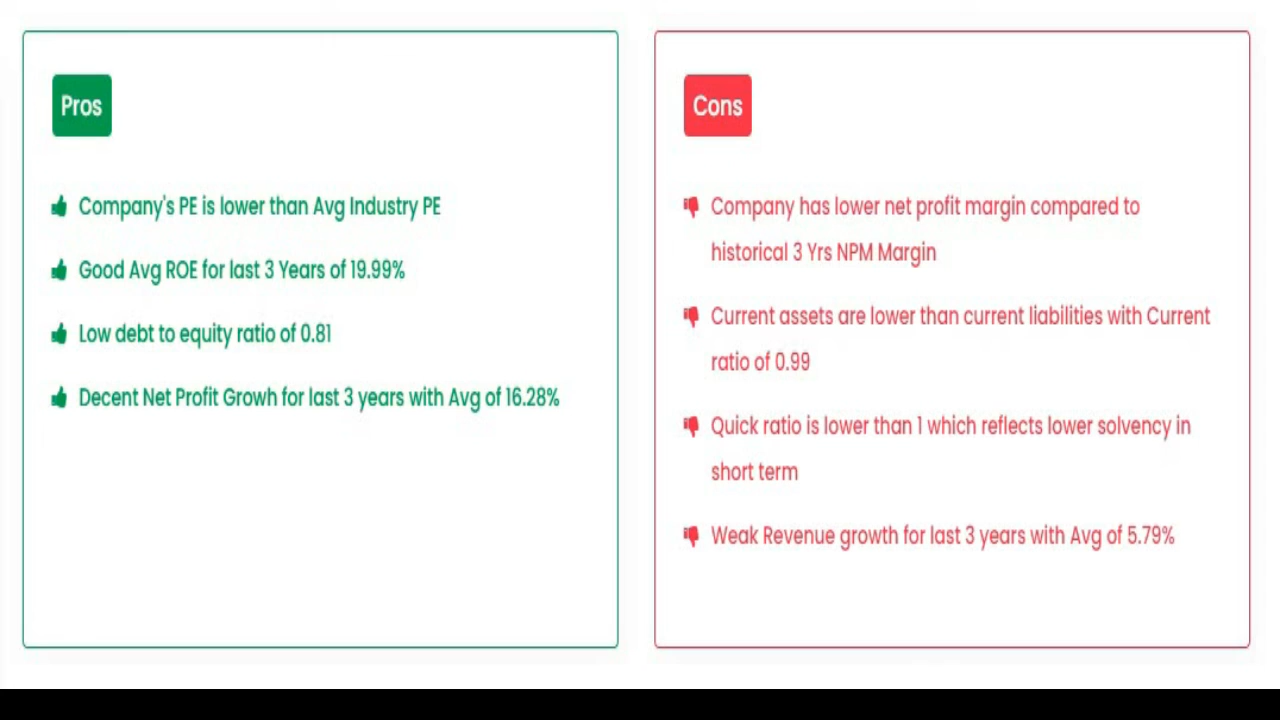 Pros
Company's PE is lower than Avg Industry PE
Good Avg ROE for last 3 Years of 19.99%
Low debt to equity ratio of 0.81
Decent Net Profit Growh for last 3 years with Avg of 16.28%
Cons
Company has lower net profit margin compared to
historical 3 Yrs NPM Margin
Current assets are lower than current liabilities with Current
ratio of 0.99
Quick ratio is lower than 1 which reflects lower solvency in
short term
Weak Revenue growth for last 3 years with Avg of 5.79%